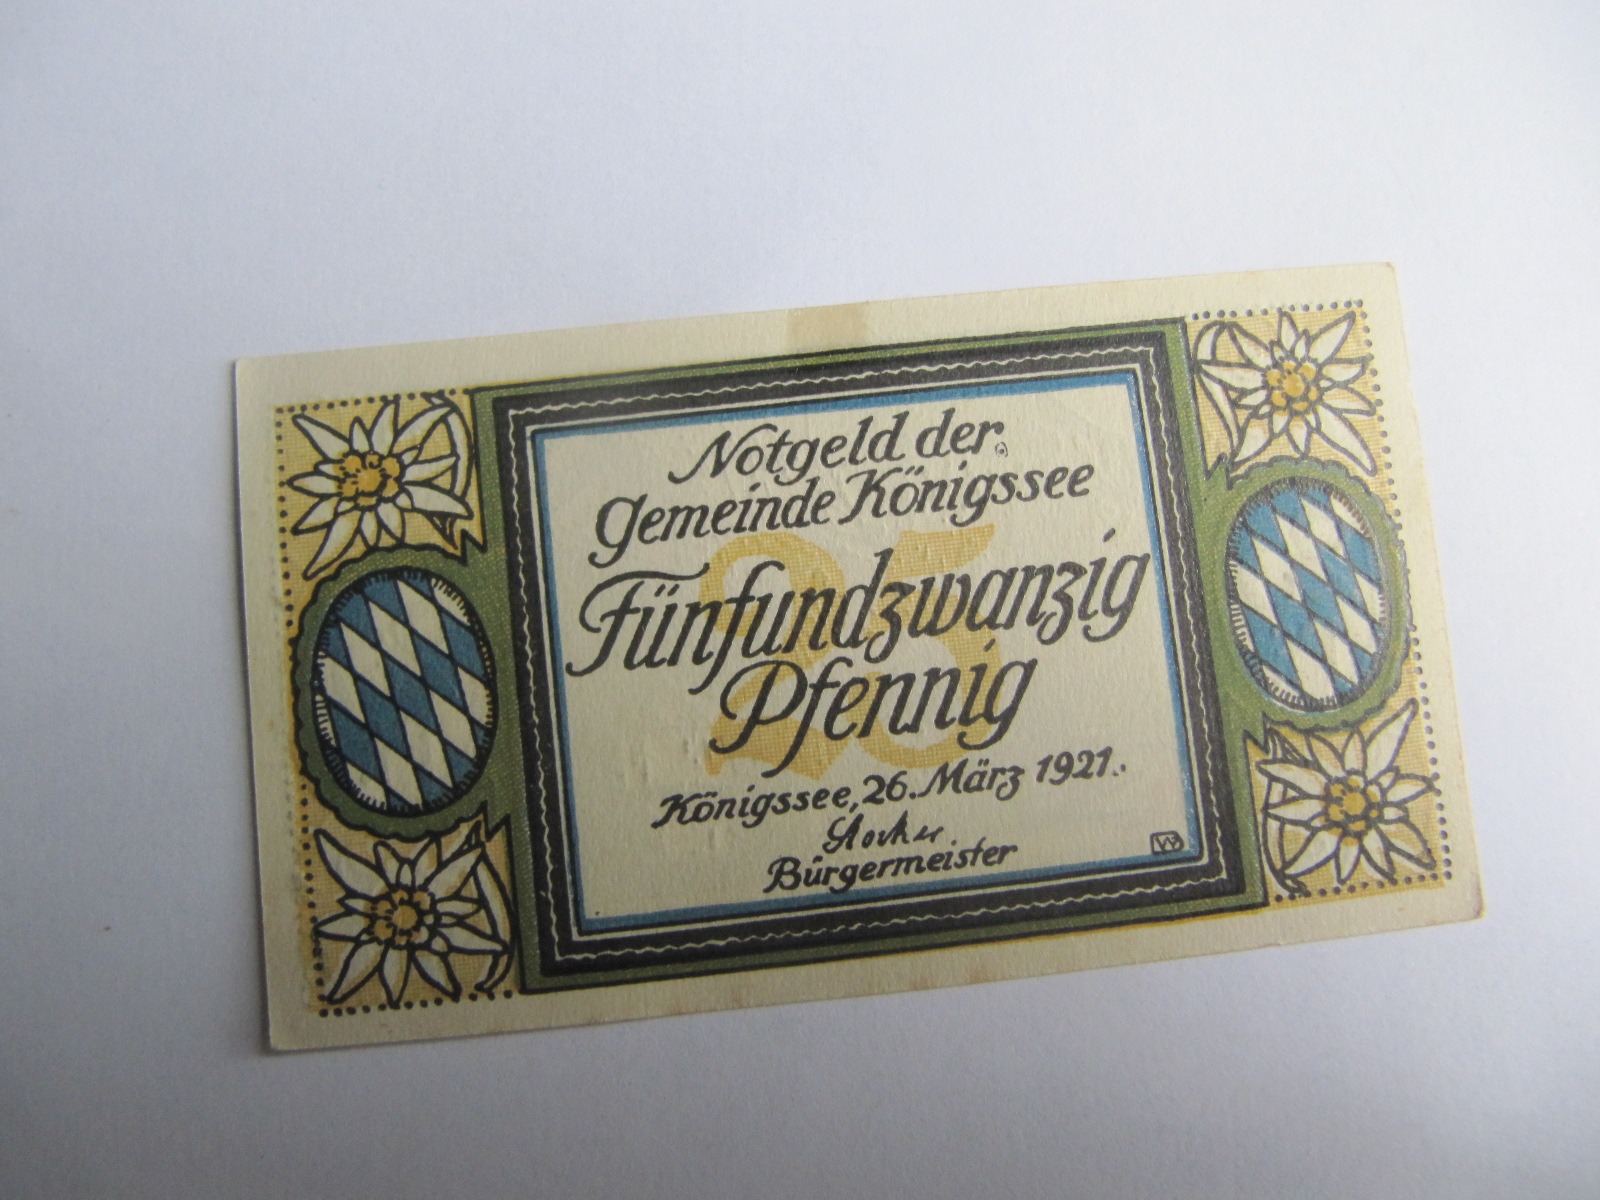 Notgeld der
Gemeinde Königssee
25
Fünfundzwanzig
Pfennig
Königssee, 26. März 1921.
Bürgermeister